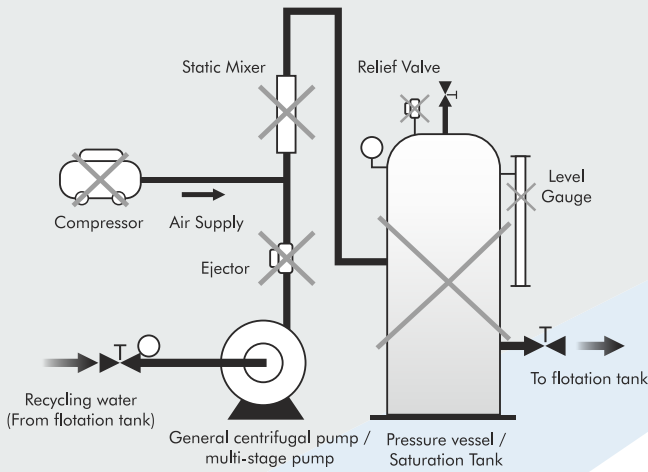 Static Mixer
Relief Valve
Compressor
Air Supply
Level
Gauge
Ejector
Recycling water
(From flotation tank)
General centrifugal pump /
multi-stage pump
Pressure vessel /
Saturation Tank
To flotation tank